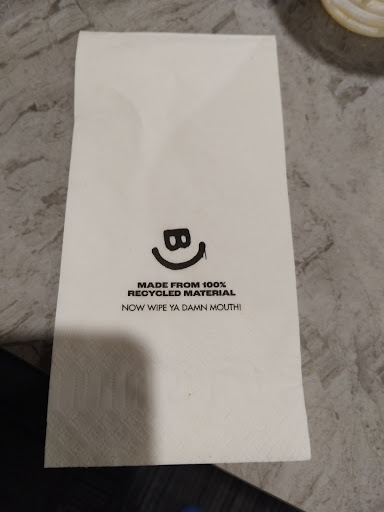 B
MADE FROM 100%
RECYCLED MATERIAL
NOW WIPE YA DAMN MOUTH!